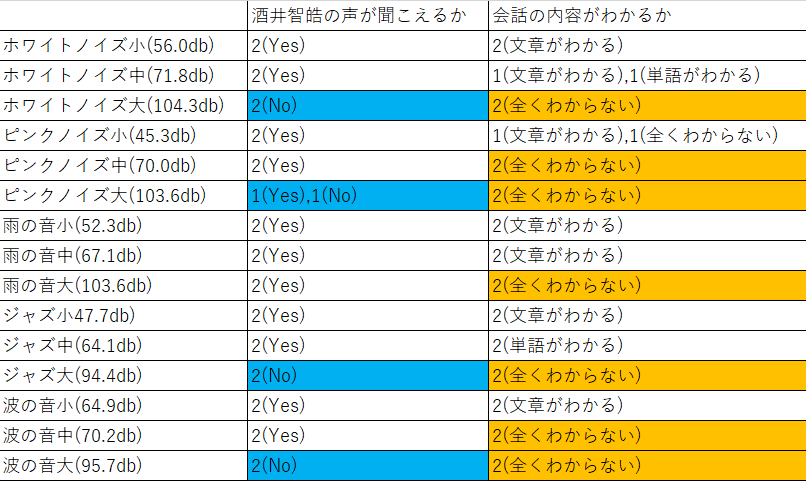 酒井智皓の声が聞こえるか 会話の内容がわかるか
ホワイトノイズ小(56.0db) 2(Yes) 2(文章がわかる)
ホワイトノイズ中(71.8db) 2(Yes) 1(文章がわかる),1(単語がわかる)
ホワイトノイズ大(104.3db) 2(No) 2(全くわからない)
ピンクノイズ小(45.3db) 2(Yes) 1(文章がわかる),1(全くわからない)
ピンクノイズ中(70.0db) 2(Yes) 2(全くわからない)
ピンクノイズ大(103.6db) 1(Yes),1(No) 2(全くわからない)
雨の音小(52.3db) 2(Yes) 2(文章がわかる)
雨の音中(67.1db) 2(Yes) 2(文章がわかる)
雨の音大(103.6db) 2(Yes) 2(全くわからない)
ジャズ小47.7db) 2(Yes) 2(文章がわかる)
ジャズ中(64.1db) 2(Yes) 2(単語がわかる)
ジャズ大(94.4db) 2(No) 2(全くわからない)
波の音小(64.9db) 2(Yes) 2(文章がわかる)
波の音中(70.2db) 2(Yes) 2(全くわからない)
波の音大(95.7db) 2(No) 2(全くわからない)